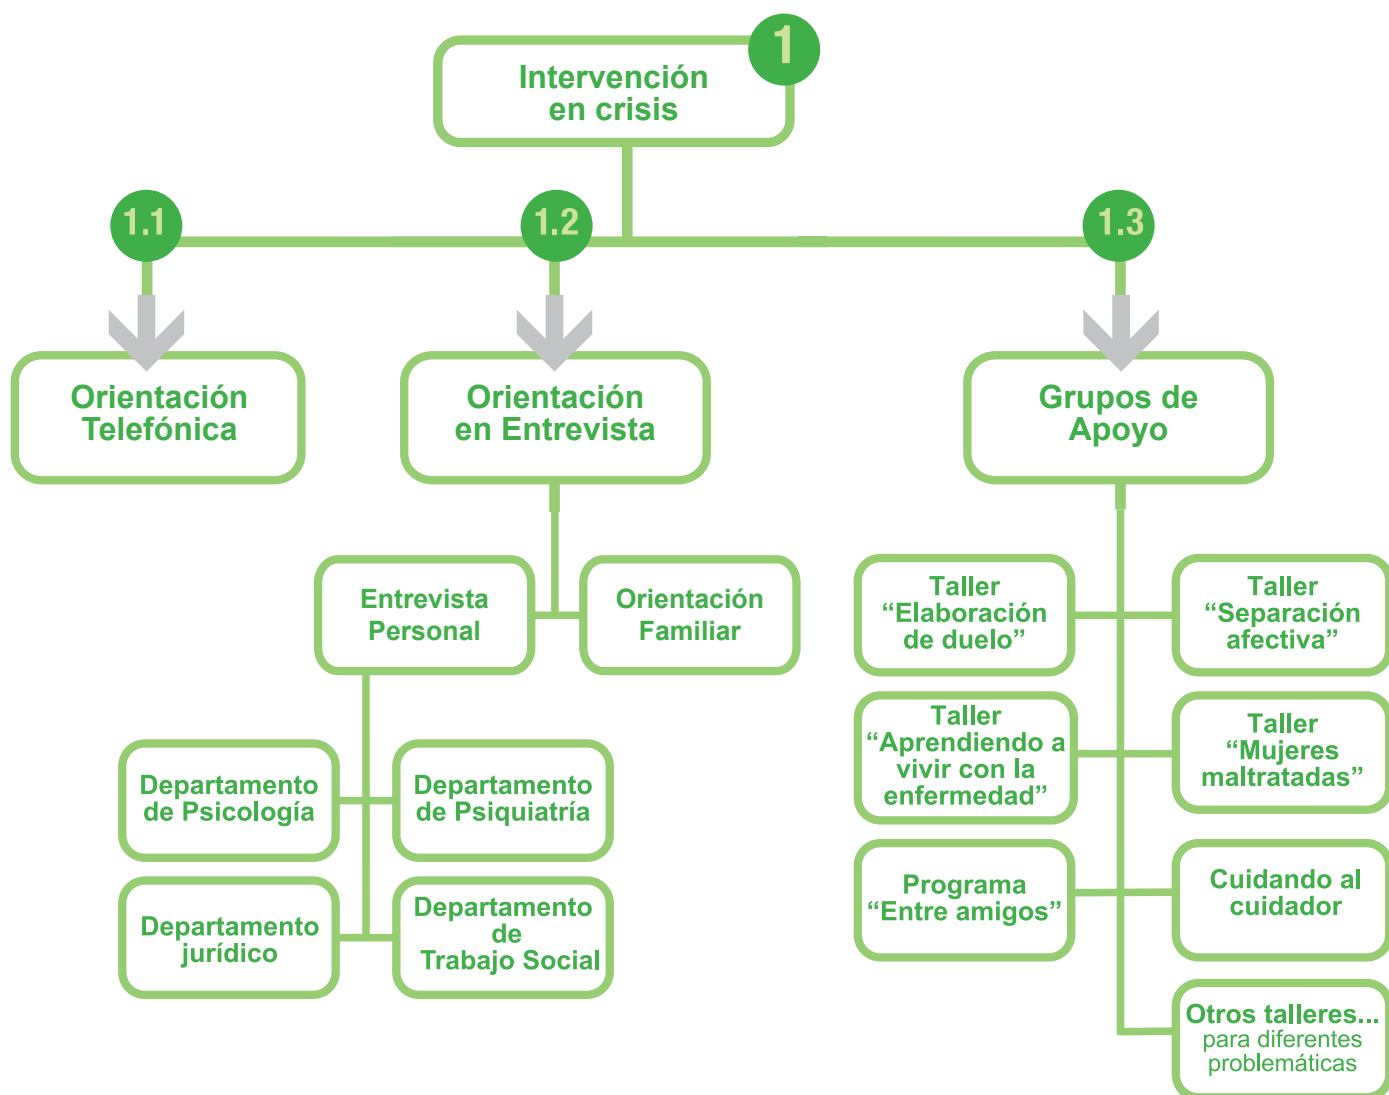 1
Intervención
en crisis
1.1
1.2
1.3
Orientación
Telefónica
Orientación
en Entrevista
Grupos de
Apoyo
Entrevista
Personal
Orientación
Familiar
Departamento
de Psicología
Departamento
de Psiquiatría
Departamento
jurídico
Departamento
de
Trabajo Social
Taller
“Elaboración
de duelo”
Taller
“Separación
afectiva”
Taller
“Aprendiendo a
vivir con la
enfermedad”
Taller
“Mujeres
maltratadas”
Programa
“Entre amigos”
Cuidando al
cuidador
Otros talleres...
para diferentes
problemáticas